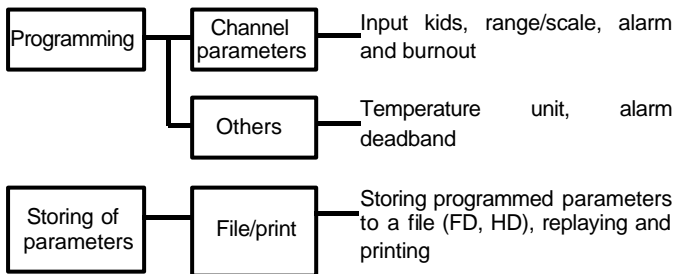 Programming
Channel
parameters
Input kids, range/scale, alarm
and burnout
Others
Temperature unit, alarm
deadband
Storing of
parameters
File/print
Storing programmed parameters
to a file (FD, HD), replaying and
printing